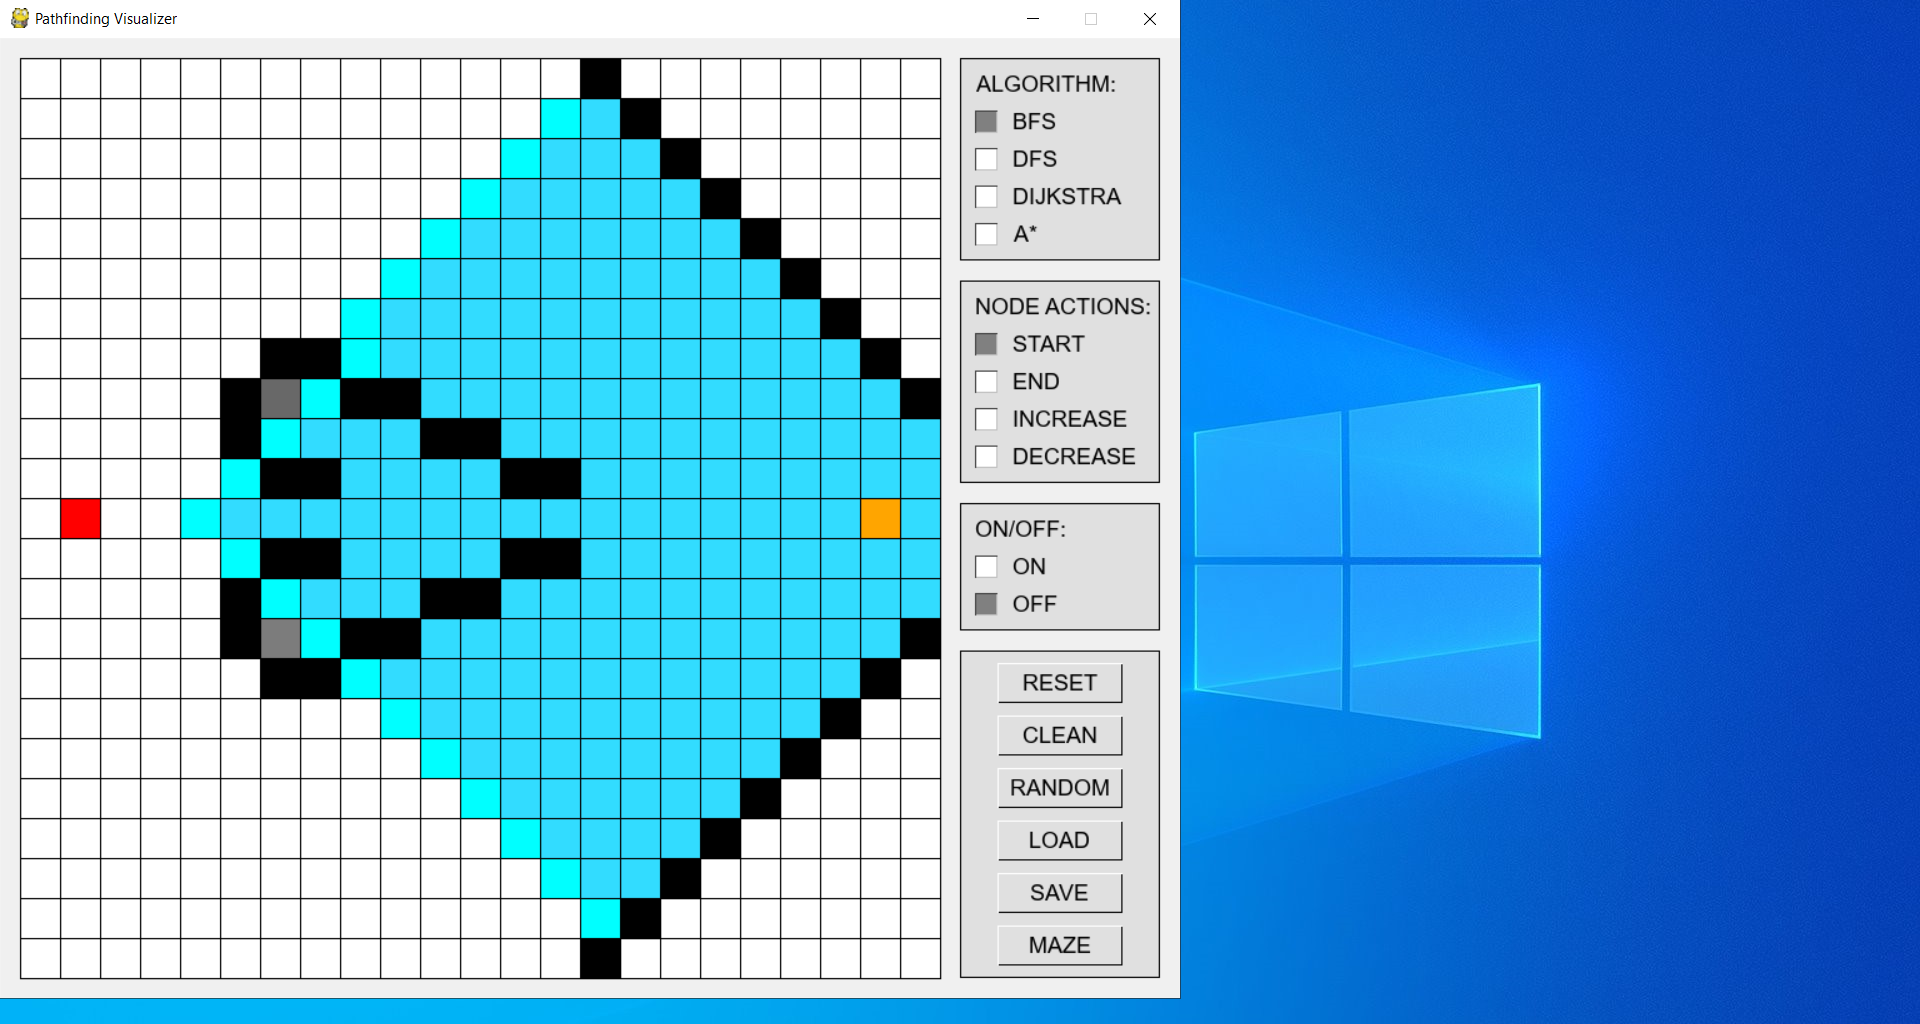 Pathfinding Visualizer
ALGORITHM:
BFS
DFS
DIJKSTRA
A*
NODE ACTIONS:
START
END
INCREASE
DECREASE
ON/OFF:
ON
OFF
RESET
CLEAN
RANDOM
LOAD
SAVE
MAZE